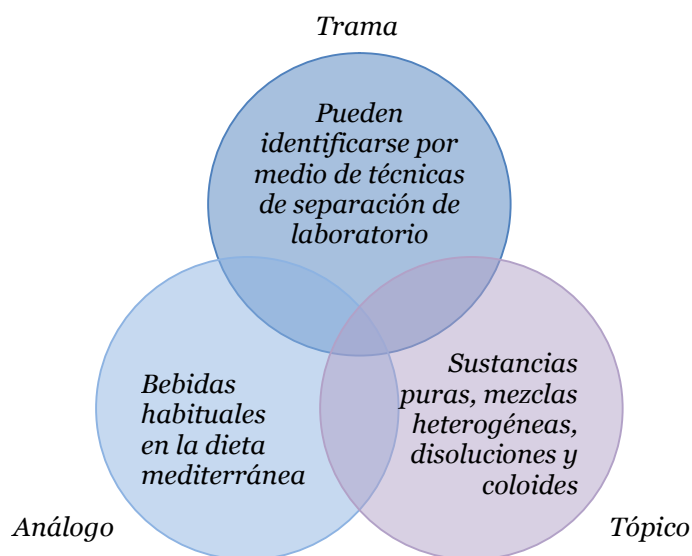 Trama
Pueden
identificarse por
medio de técnicas
de separación de
laboratorio
Bebidas
habituales
en la dieta
mediterránea
Sustancias
puras, mezclas
heterogéneas,
disoluciones y
coloides
Análogo
Tópico